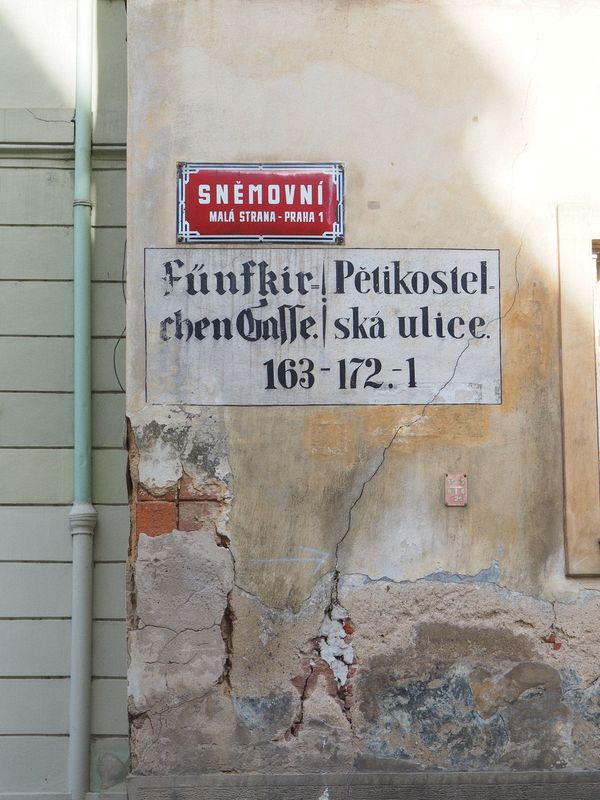 SNĚMOVNÍ
MALÁ STRANA - PRAHA 1
Fűnfkir= Pětikostel-
chen Gasse. ská ulice.
163 - 172. - 1